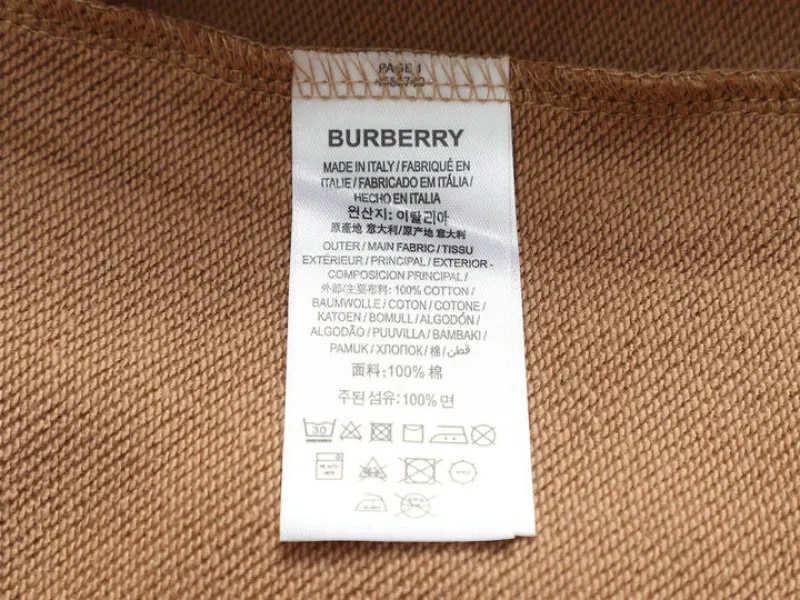 PAGE 1
BURBERRY
MADE IN ITALY / FABRIQUÉ EN
ITALIE / FABRICADO EM ITÁLIA /
HECHO EN ITALIA
원산지: 이탈리아
原產地 意大利/原产地 意大利
OUTER / MAIN FABRIC / TISSU
EXTÉRIEUR / PRINCIPAL / EXTERIOR -
COMPOSICION PRINCIPAL /
外部/主要布料: 100% COTTON /
BAUMWOLLE / COTON / COTONE /
KATOEN / BOMULL / ALGODÓN /
ALGODÃO / PUUVILLA / BAMBAKI /
PAMUK / ХЛОПОК / 棉 / قطن
面料:100% 棉
주된 섬유: 100% 면
30